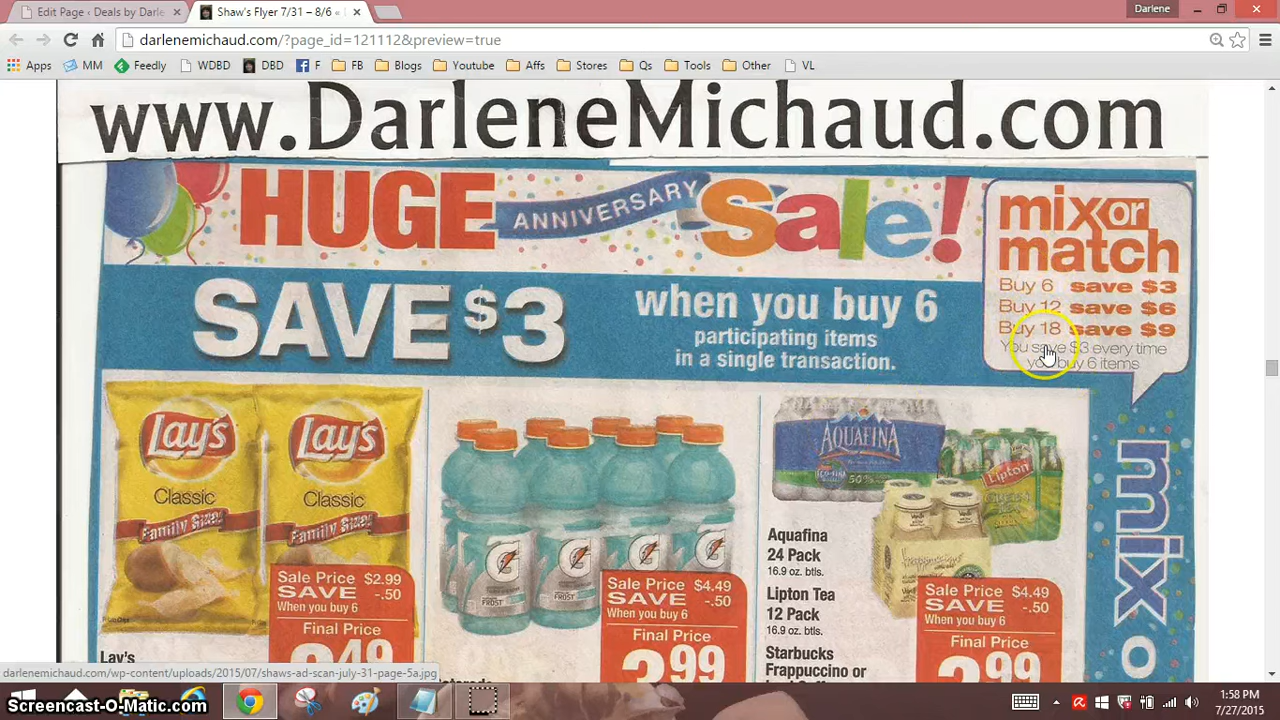 Edit Page ‹ Deals by Darle
Shaw's Flyer 7/31 – 8/6 «
Darlene
darlenemichaud.com/?page_id=121112&preview=true
Apps MM Feedly WDBD DBD F FB Blogs Youtube Affs Stores Qs Tools Other VL
www.DarleneMichaud.com
HUGE ANNIVERSARY Sale!
mix or
match
Buy 6 save $3
Buy 12 save $6
Buy 18 save $9
You save $3 every time
you buy 6 items
SAVE $3
when you buy 6
participating items
in a single transaction.
Lay's
Classic
Family Size!
Lay's
Classic
Family Size!
Sale Price $2.99
SAVE -.50
When you buy 6
Final Price
2.49
Lay's
G
FROST
Sale Price $4.49
SAVE -.50
When you buy 6
Final Price
3.99
AQUAFINA
Lipton
Aquafina
24 Pack
16.9 oz. btls.
Lipton Tea
12 Pack
16.9 oz. btls.
Starbucks
Frappuccino or
Sale Price $4.49
SAVE -.50
When you buy 6
Final Price
3.99
mix o
darlenemichaud.com/wp-content/uploads/2015/07/shaws-ad-scan-july-31-page-5a.jpg
Screencast-O-Matic.com
1:58 PM
7/27/2015